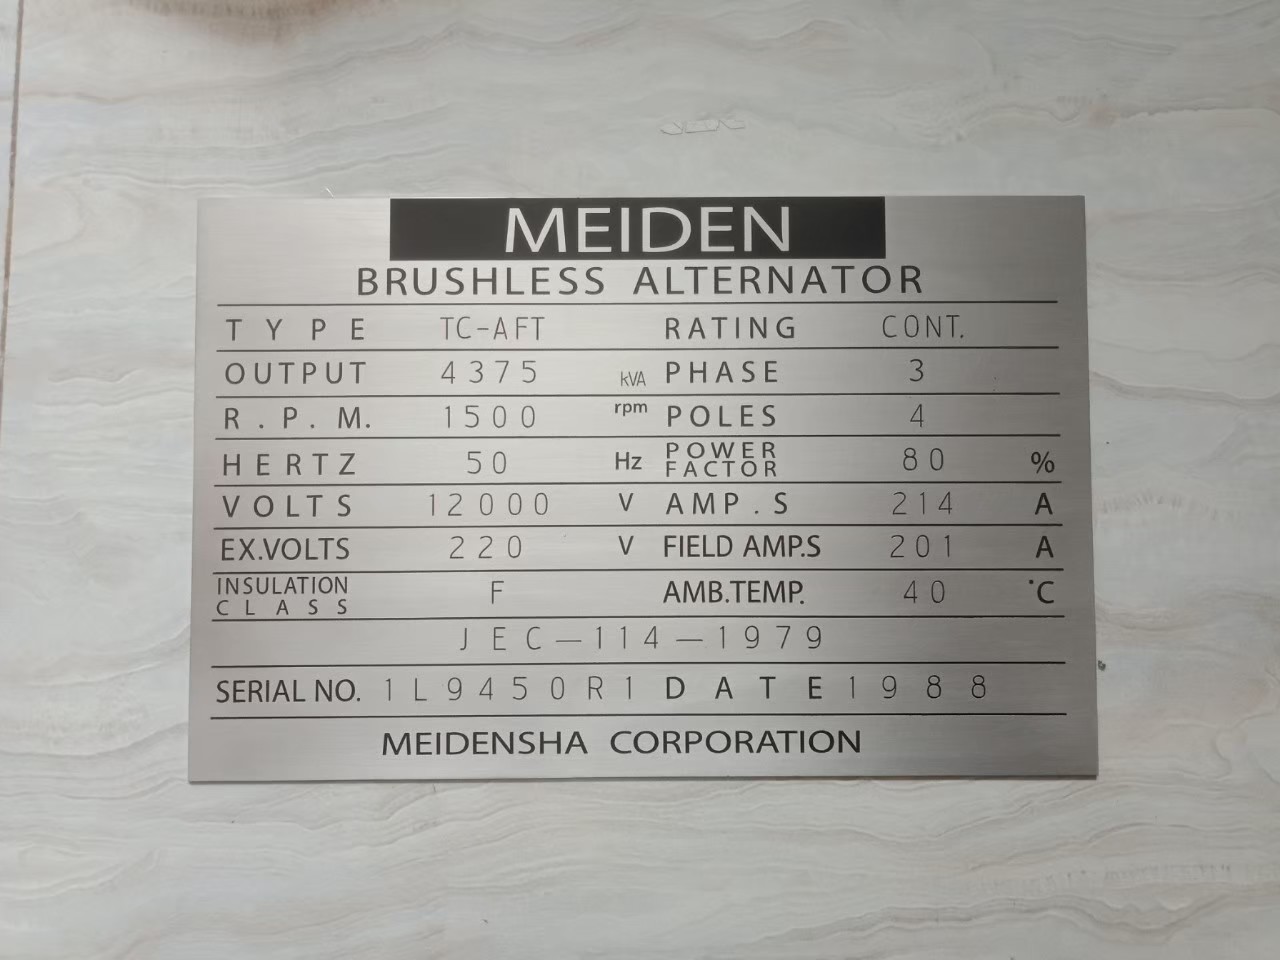 MEIDEN
BRUSHLESS ALTERNATOR
TYPE TC-AFT RATING CONT.
OUTPUT 4375 kVA PHASE 3
R.P.M. 1500 rpm POLES 4
HERTZ 50 Hz POWER FACTOR 80 %
VOLTS 12000 V AMP.S 214 A
EX.VOLTS 220 V FIELD AMP.S 201 A
INSULATION CLASS F AMB.TEMP. 40 °C
JEC-114-1979
SERIAL NO. 1L9450R1 DATE 1988
MEIDENSHA CORPORATION